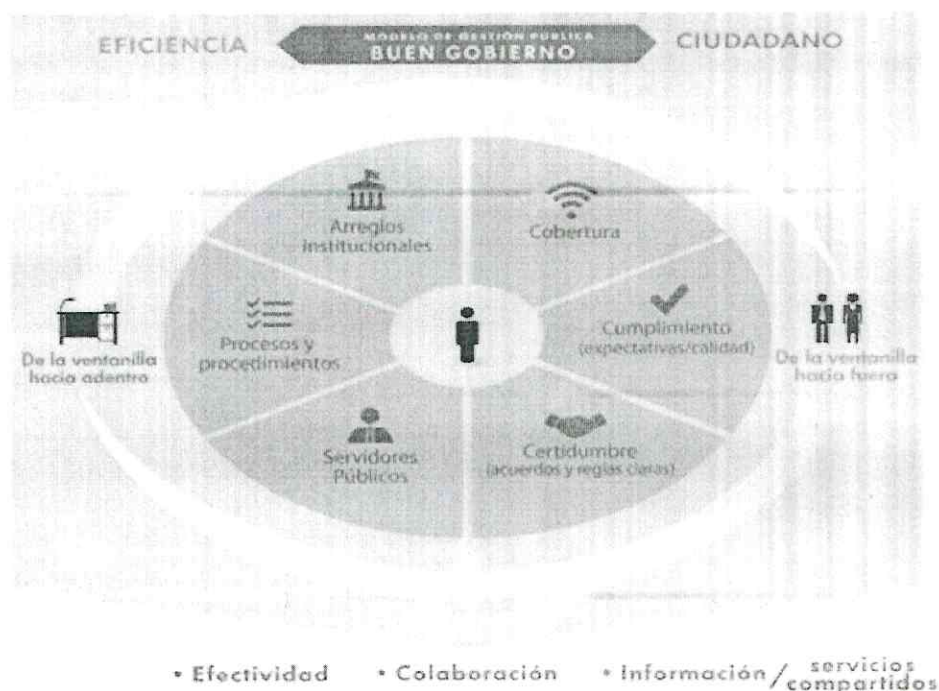 EFICIENCIA
MODELO DE GESTIÓN PÚBLICA
BUEN GOBIERNO
CIUDADANO
Arreglos
institucionales
Cobertura
Procesos y
procedimientos
Cumplimiento
(expectativas/calidad)
De la ventanilla
hacia adentro
De la ventanilla
hacia fuera
Servidores
Públicos
Certidumbre
(acuerdos y reglas claras)
• Efectividad
• Colaboración
• Información / servicios
compartidos